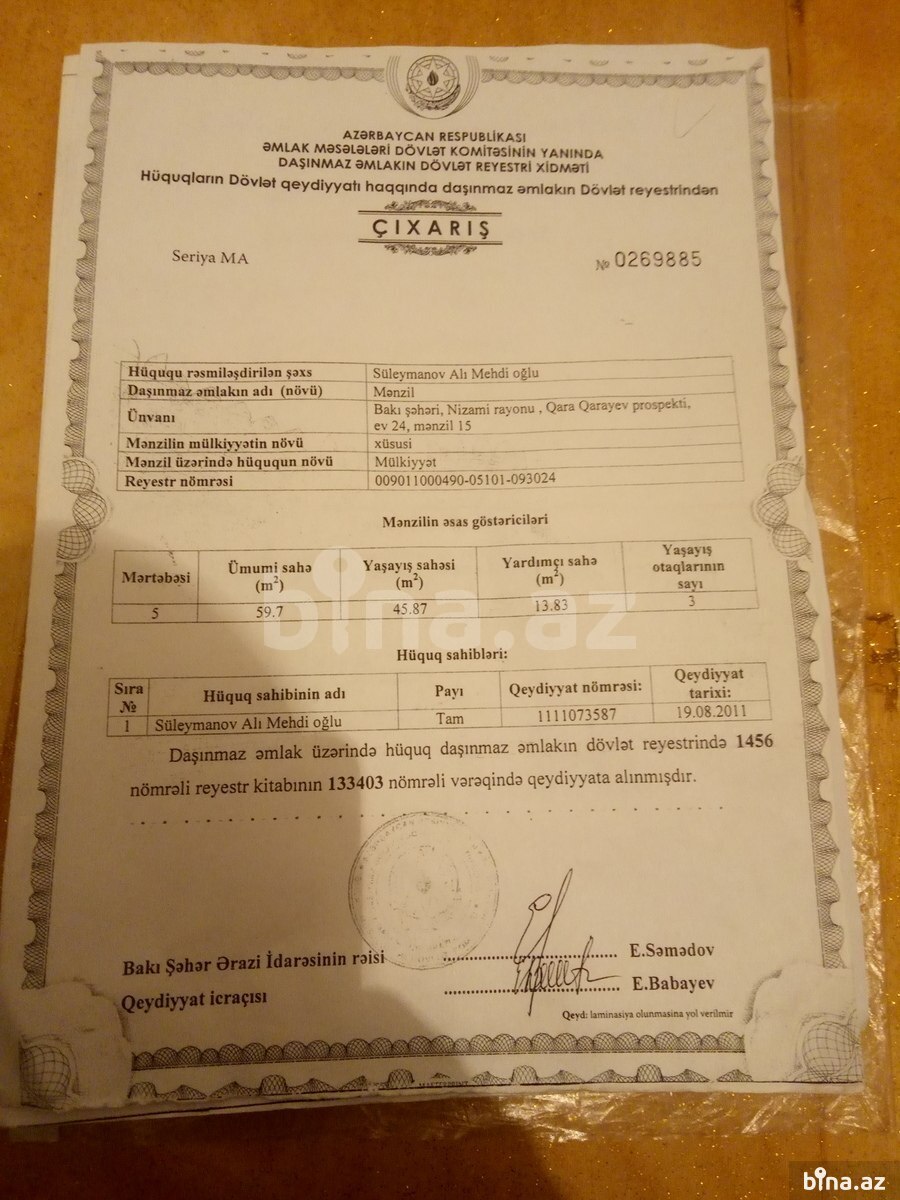 AZƏRBAYCAN RESPUBLİKASI
ƏMLAK MƏSƏLƏLƏRİ DÖVLƏT KOMİTƏSİNİN YANINDA
DAŞINMAZ ƏMLAKIN DÖVLƏT REYESTRİ XİDMƏTİ
Hüquqların Dövlət qeydiyyatı haqqında daşınmaz əmlakın Dövlət reyestrindən
ÇIXARIŞ
Seriya MA № 0269885
Hüququ rəsmiləşdirilən şəxs Süleymanov Alı Mehdi oğlu
Daşınmaz əmlakın adı (növü) Mənzil
Ünvanı Bakı şəhəri, Nizami rayonu , Qara Qarayev prospekti,
ev 24, mənzil 15
Mənzilin mülkiyyətin növü xüsusi
Mənzil üzərində hüququn növü Mülkiyyət
Reyestr nömrəsi 009011000490-05101-093024
Mənzilin əsas göstəriciləri
Mərtəbəsi Ümumi sahə (m²) Yaşayış sahəsi (m²) Yardımçı sahə (m²) Yaşayış otaqlarının sayı
5 59.7 45.87 13.83 3
bina.az
Hüquq sahibləri:
Sıra № Hüquq sahibinin adı Payı Qeydiyyat nömrəsi: Qeydiyyat tarixi:
1 Süleymanov Alı Mehdi oğlu Tam 1111073587 19.08.2011
Daşınmaz əmlak üzərində hüquq daşınmaz əmlakın dövlət reyestrində 1456
nömrəli reyestr kitabının 133403 nömrəli vərəqində qeydiyyata alınmışdır.
Bakı Şəhər Ərazi İdarəsinin rəisi E.Səmədov
Qeydiyyat icraçısı E.Babayev
Qeyd: laminasiya olunmasına yol verilmir
bina.az